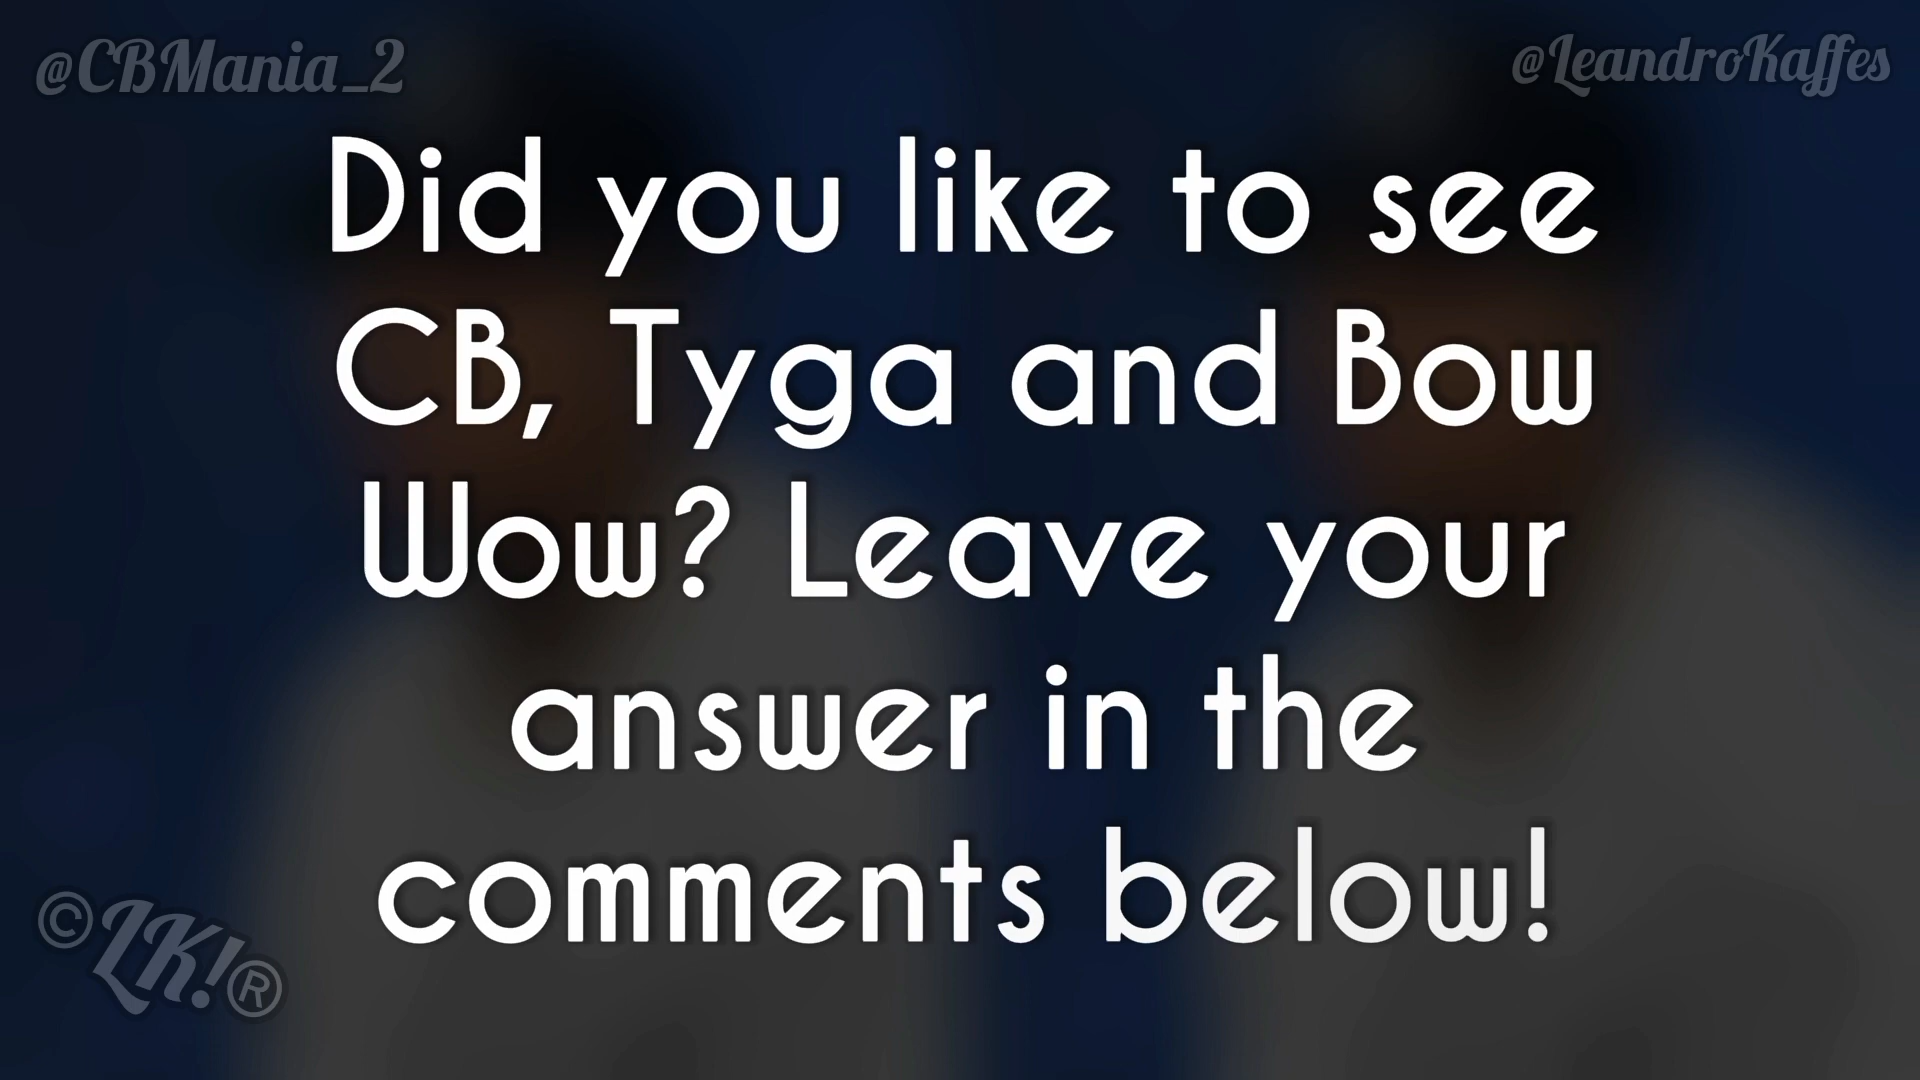 @CBMania_2
@LeandroKaffes
Did you like to see
CB, Tyga and Bow
Wow? Leave your
answer in the
comments below!
©LK!®